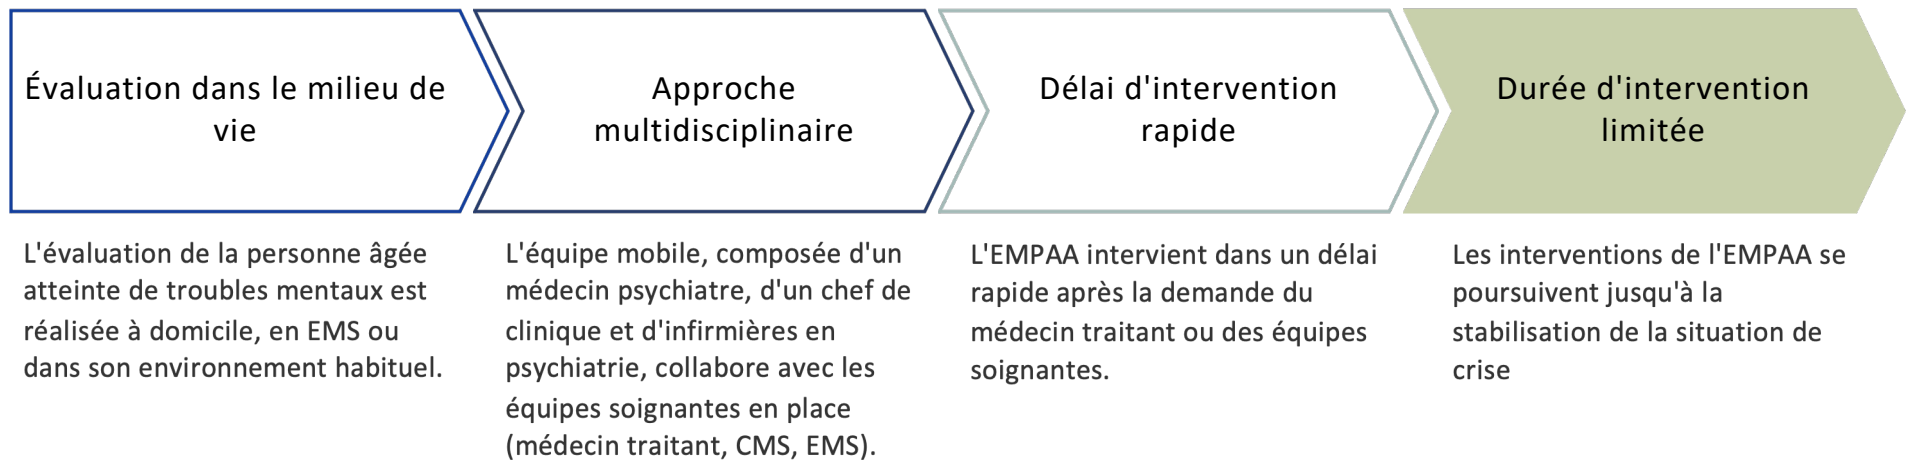 Évaluation dans le milieu de
vie
L'évaluation de la personne âgée
atteinte de troubles mentaux est
réalisée à domicile, en EMS ou
dans son environnement habituel.
Approche
multidisciplinaire
L'équipe mobile, composée d'un
médecin psychiatre, d'un chef de
clinique et d'infirmières en
psychiatrie, collabore avec les
équipes soignantes en place
(médecin traitant, CMS, EMS).
Délai d'intervention
rapide
L'EMPAA intervient dans un délai
rapide après la demande du
médecin traitant ou des équipes
soignantes.
Durée d'intervention
limitée
Les interventions de l'EMPAA se
poursuivent jusqu'à la
stabilisation de la situation de
crise